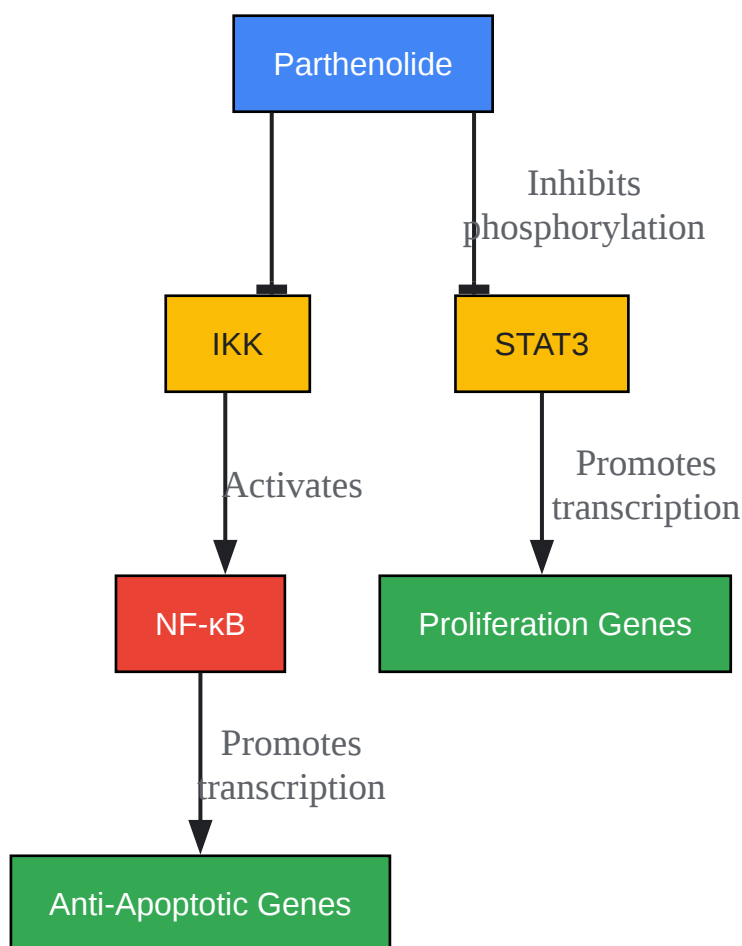 Parthenolide
Inhibits
phosphorylation
IKK
STAT3
Activates
Promotes
transcription
NF-κB
Proliferation Genes
Promotes
transcription
Anti-Apoptotic Genes